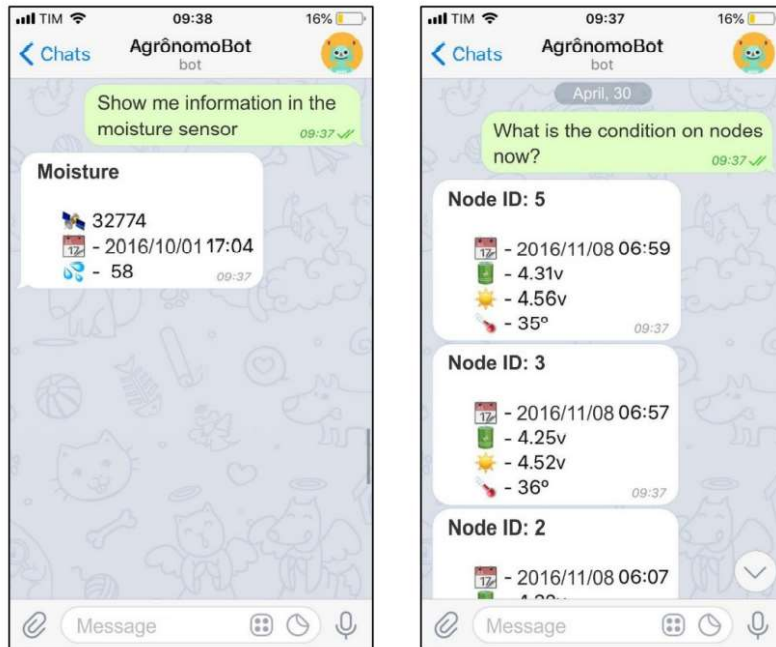 TIM
09:38
16%
Chats
AgrônomoBot
bot
Show me information in the
moisture sensor
09:37
Moisture
32774
- 2016/10/01 17:04
- 58
09:37
Message
TIM
09:37
16%
Chats
AgrônomoBot
bot
April, 30
What is the condition on nodes
now?
09:37
Node ID: 5
- 2016/11/08 06:59
- 4.31v
- 4.56v
- 35º
09:37
Node ID: 3
- 2016/11/08 06:57
- 4.25v
- 4.52v
- 36º
09:37
Node ID: 2
- 2016/11/08 06:07
Message